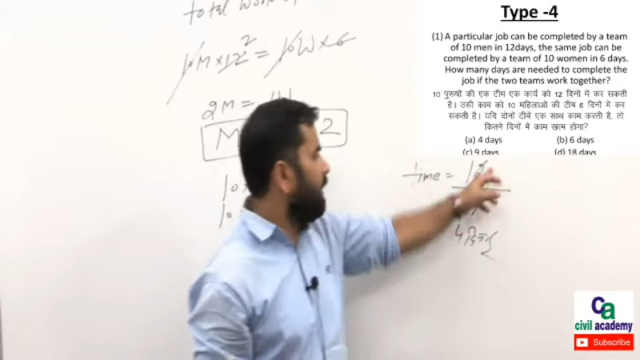 total work
Type -4
(1) A particular job can be completed by a team
of 10 men in 12days, the same job can be
completed by a team of 10 women in 6 days.
How many days are needed to complete the
job if the two teams work together?
10 पुरुषों की एक टीम एक कार्य को 12 दिनों में कर सकती
है। उसी काम को 10 महिलाओं की टीम 6 दिनों में कर
सकती है। यदि दोनों टीमें एक साथ काम करती है, तो
कितने दिनों में काम खत्म होगा?
(a) 4 days (b) 6 days
(c) 9 days (d) 18 days
10M×12 2 = 10W×6
2M =
M 2
time =
4 दिन
ca
civil academy
Subscribe